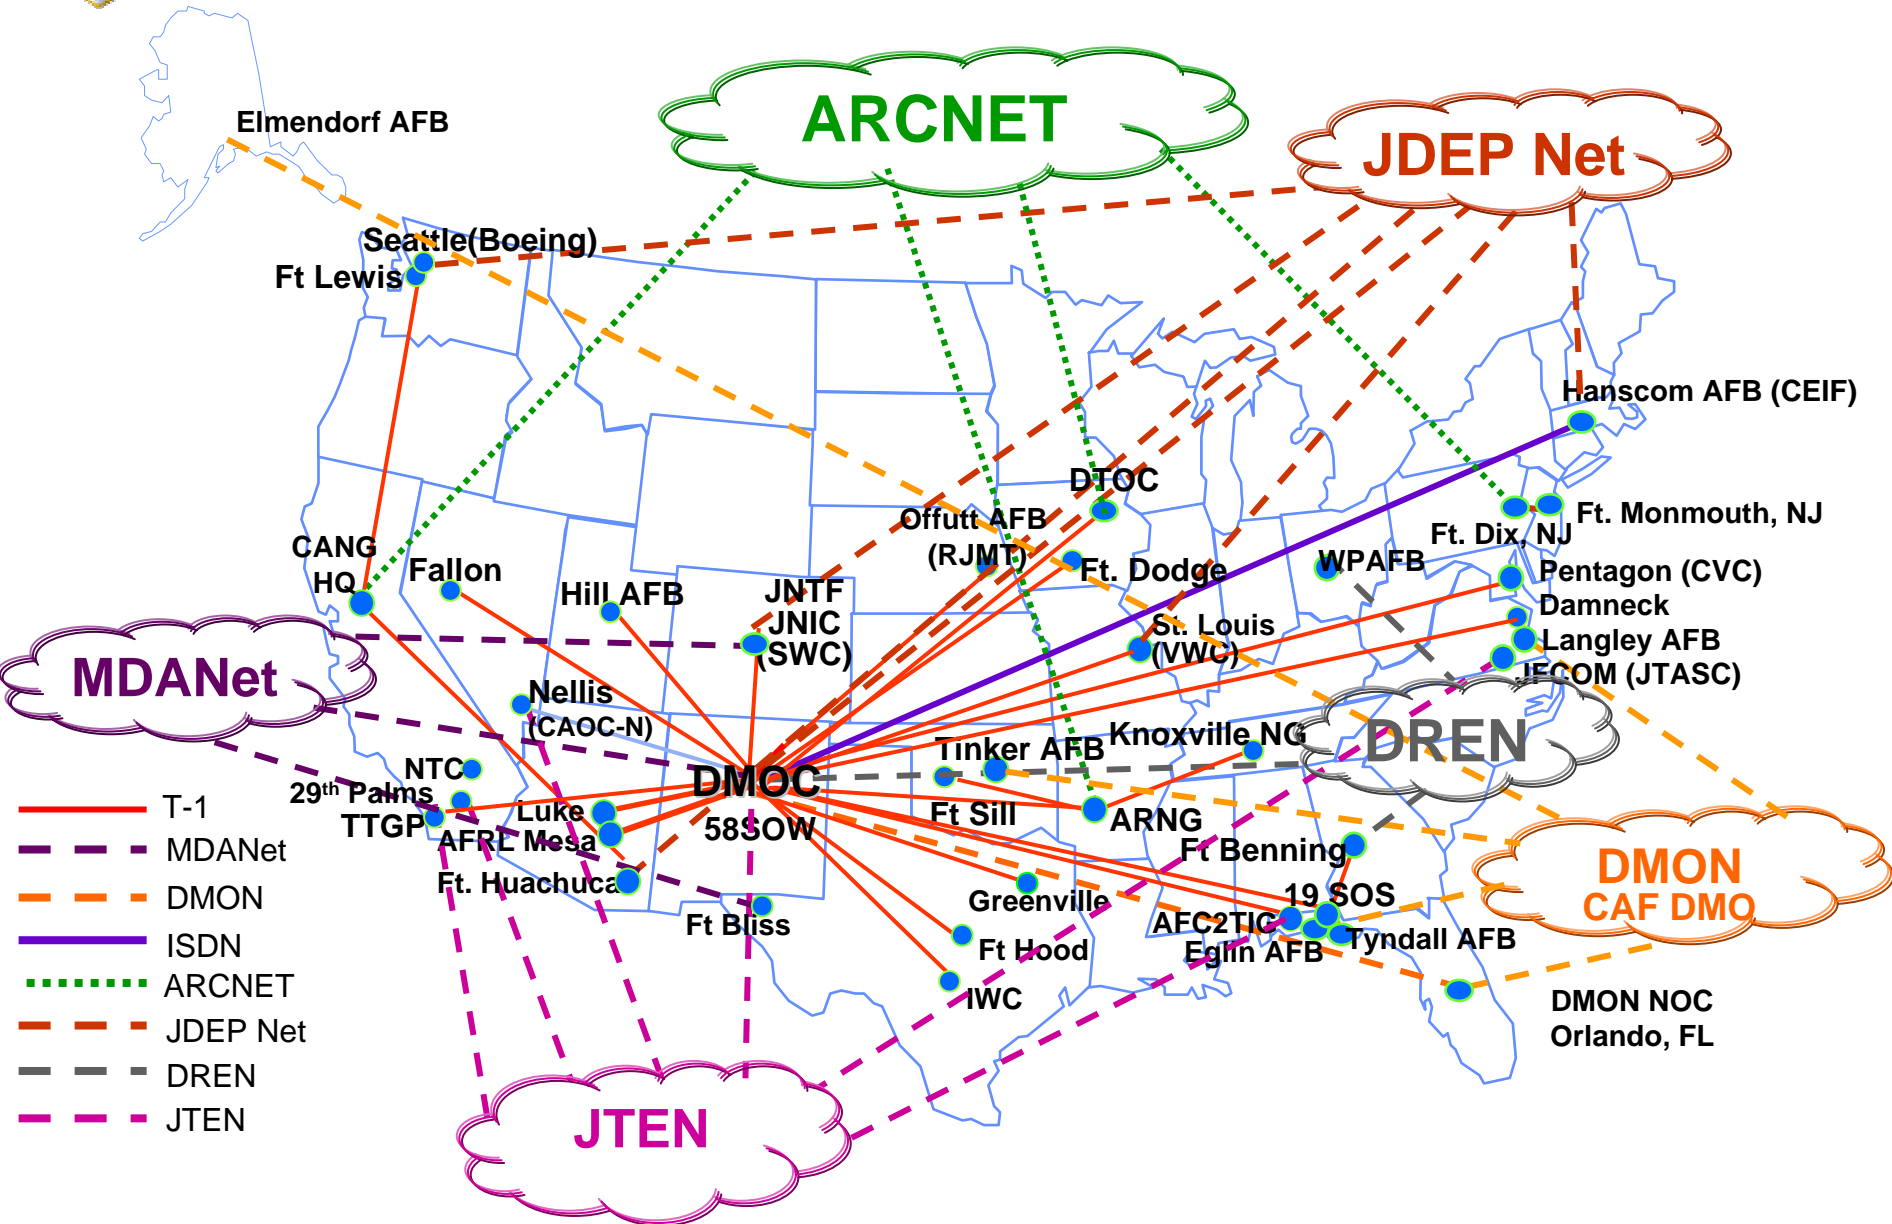 Elmendorf AFB
ARCNET
JDEP Net
Seattle(Boeing)
Ft Lewis
Hanscom AFB (CEIF)
DTOC
Offutt AFB
(RJMT)
Ft. Monmouth, NJ
Ft. Dix, NJ
CANG
HQ
Fallon
Hill AFB
JNTF
JNIC
(SWC)
Ft. Dodge
WPAFB
Pentagon (CVC)
Damneck
St. Louis
(VWC)
Langley AFB
JFCOM (JTASC)
MDANet
Nellis
(CAOC-N)
Knoxville NG
DREN
Tinker AFB
NTC
DMOC
58SOW
29th Palms
TTGP
Luke
AFRL Mesa
Ft Sill
ARNG
Ft Benning
Ft. Huachuca
Ft Bliss
Greenville
19 SOS
AFC2TIG
Eglin AFB
Tyndall AFB
DMON
CAF DMO
Ft Hood
IWC
DMON NOC
Orlando, FL
JTEN
T-1
MDANet
DMON
ISDN
ARCNET
JDEP Net
DREN
JTEN